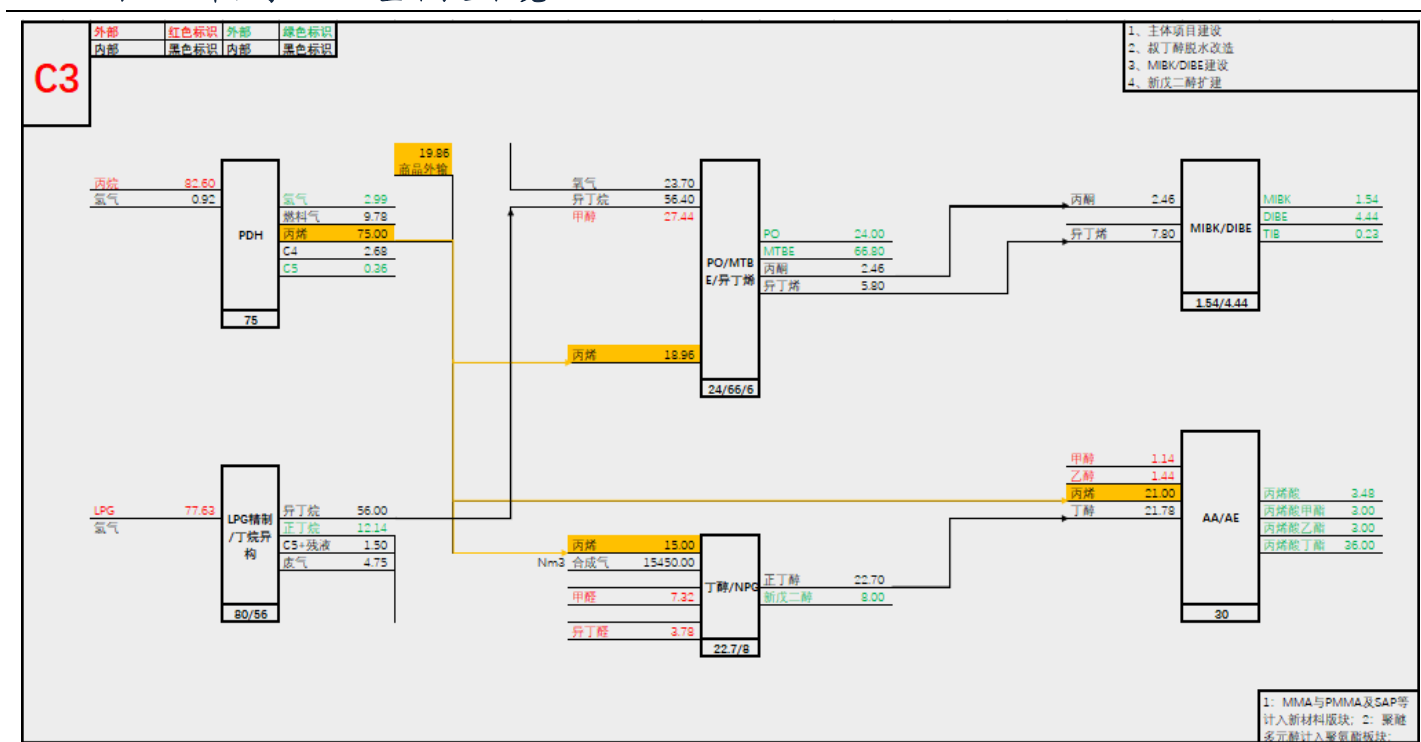 C3
外部 红色标识 外部 绿色标识
内部 黑色标识 内部 黑色标识
1、主体项目建设
2、叔丁醇脱水改造
3、MIBK/DIBE建设
4、新戊二醇扩建
19.86
商品外输
丙烷 82.60
氢气 0.92
PDH
75
氢气 2.99
燃料气 9.78
丙烯 75.00
C4 2.68
C5 0.36
氧气 23.70
异丁烷 56.40
甲醇 27.44
丙烯 18.96
PO/MTB
E/异丁烯
24/66/6
PO 24.00
MTBE 66.80
丙酮 2.46
异丁烯 5.80
丙酮 2.46
异丁烯 7.80
MIBK/DIBE
1.54/4.44
MIBK 1.54
DIBE 4.44
TIB 0.23
LPG 77.63
氢气
LPG精制
/丁烷异
构
80/56
异丁烷 56.00
正丁烷 12.14
C5+残液 1.50
废气 4.75
丙烯 15.00
Nm3 合成气 15450.00
甲醛 7.32
异丁醛 3.78
丁醇/NPG
22.7/8
正丁醇 22.70
新戊二醇 8.00
甲醇 1.14
乙醇 1.44
丙烯 21.00
丁醇 21.78
AA/AE
30
丙烯酸 3.48
丙烯酸甲酯 3.00
丙烯酸乙酯 3.00
丙烯酸丁酯 36.00
1：MMA与PMMA及SAP等
计入新材料版块；2：聚醚
多元醇计入聚氨酯板块；